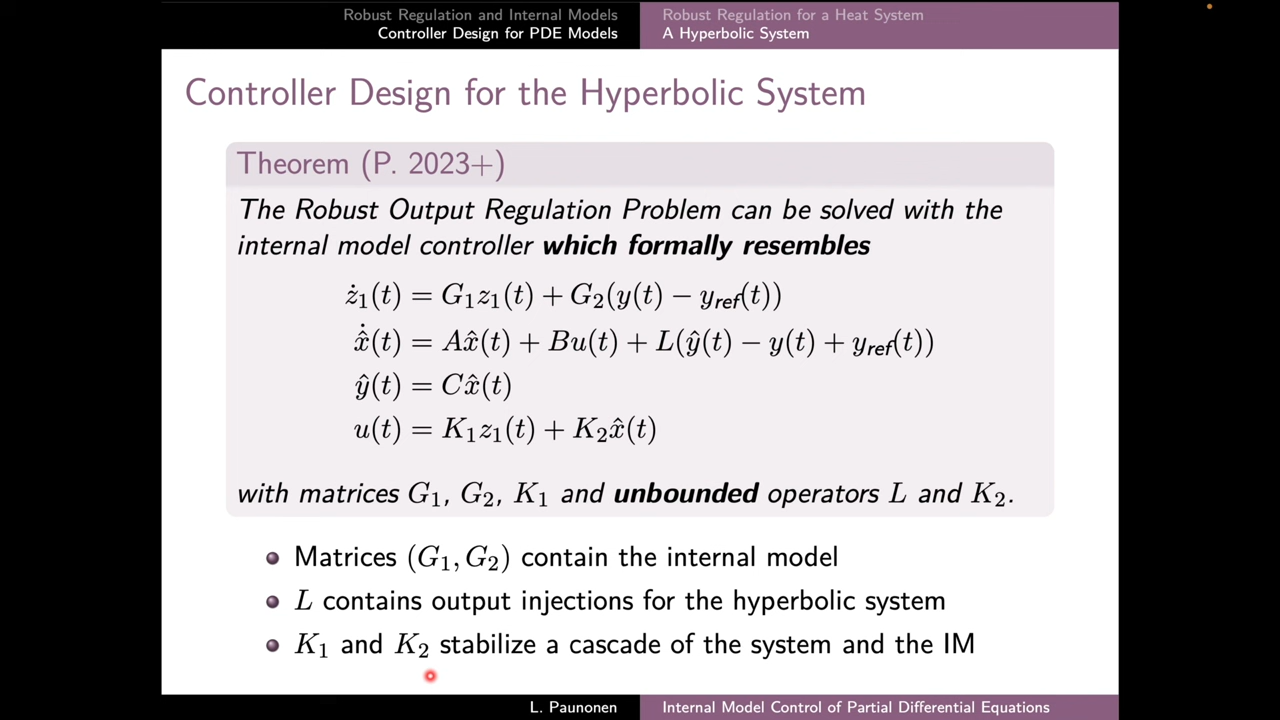 Robust Regulation and Internal Models
Controller Design for PDE Models
Robust Regulation for a Heat System
A Hyperbolic System
Controller Design for the Hyperbolic System
Theorem (P. 2023+)
The Robust Output Regulation Problem can be solved with the
internal model controller which formally resembles
ż₁(t) = G₁z₁(t) + G₂(y(t) − y_ref(t))
x̂̇(t) = Ax̂(t) + Bu(t) + L(ŷ(t) − y(t) + y_ref(t))
ŷ(t) = Cx̂(t)
u(t) = K₁z₁(t) + K₂x̂(t)
with matrices G₁, G₂, K₁ and unbounded operators L and K₂.
Matrices (G₁, G₂) contain the internal model
L contains output injections for the hyperbolic system
K₁ and K₂ stabilize a cascade of the system and the IM
L. Paunonen
Internal Model Control of Partial Differential Equations